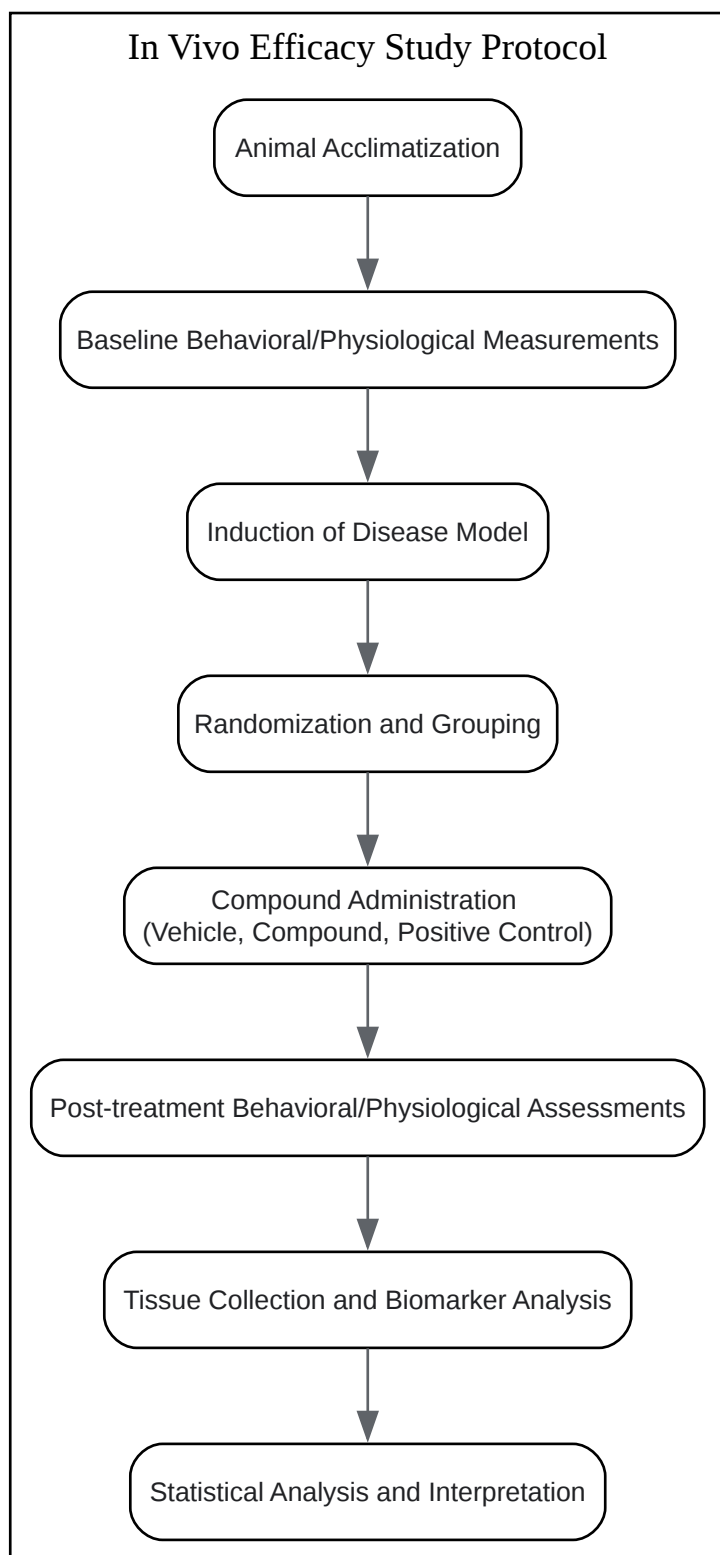 In Vivo Efficacy Study Protocol
Animal Acclimatization
Baseline Behavioral/Physiological Measurements
Induction of Disease Model
Randomization and Grouping
Compound Administration
(Vehicle, Compound, Positive Control)
Post-treatment Behavioral/Physiological Assessments
Tissue Collection and Biomarker Analysis
Statistical Analysis and Interpretation